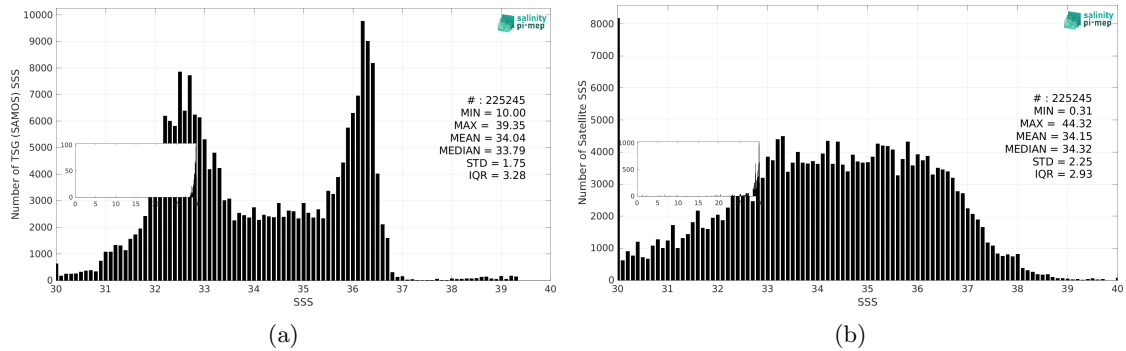 salinity
pi-mep
Number of TSG (SAMOS) SSS
10000
9000
8000
7000
6000
5000
4000
3000
2000
1000
0
# : 225245
MIN = 10.00
MAX = 39.35
MEAN = 34.04
MEDIAN = 33.79
STD = 1.75
IQR = 3.28
100
50
0
0 5 10 15 20
30 31 32 33 34 35 36 37 38 39 40
SSS
(a)
salinity
pi-mep
Number of Satellite SSS
8000
7000
6000
5000
4000
3000
2000
1000
0
# : 225245
MIN = 0.31
MAX = 44.32
MEAN = 34.15
MEDIAN = 34.32
STD = 2.25
IQR = 2.93
1000
500
0
0 5 10 15 20
30 31 32 33 34 35 36 37 38 39 40
SSS
(b)